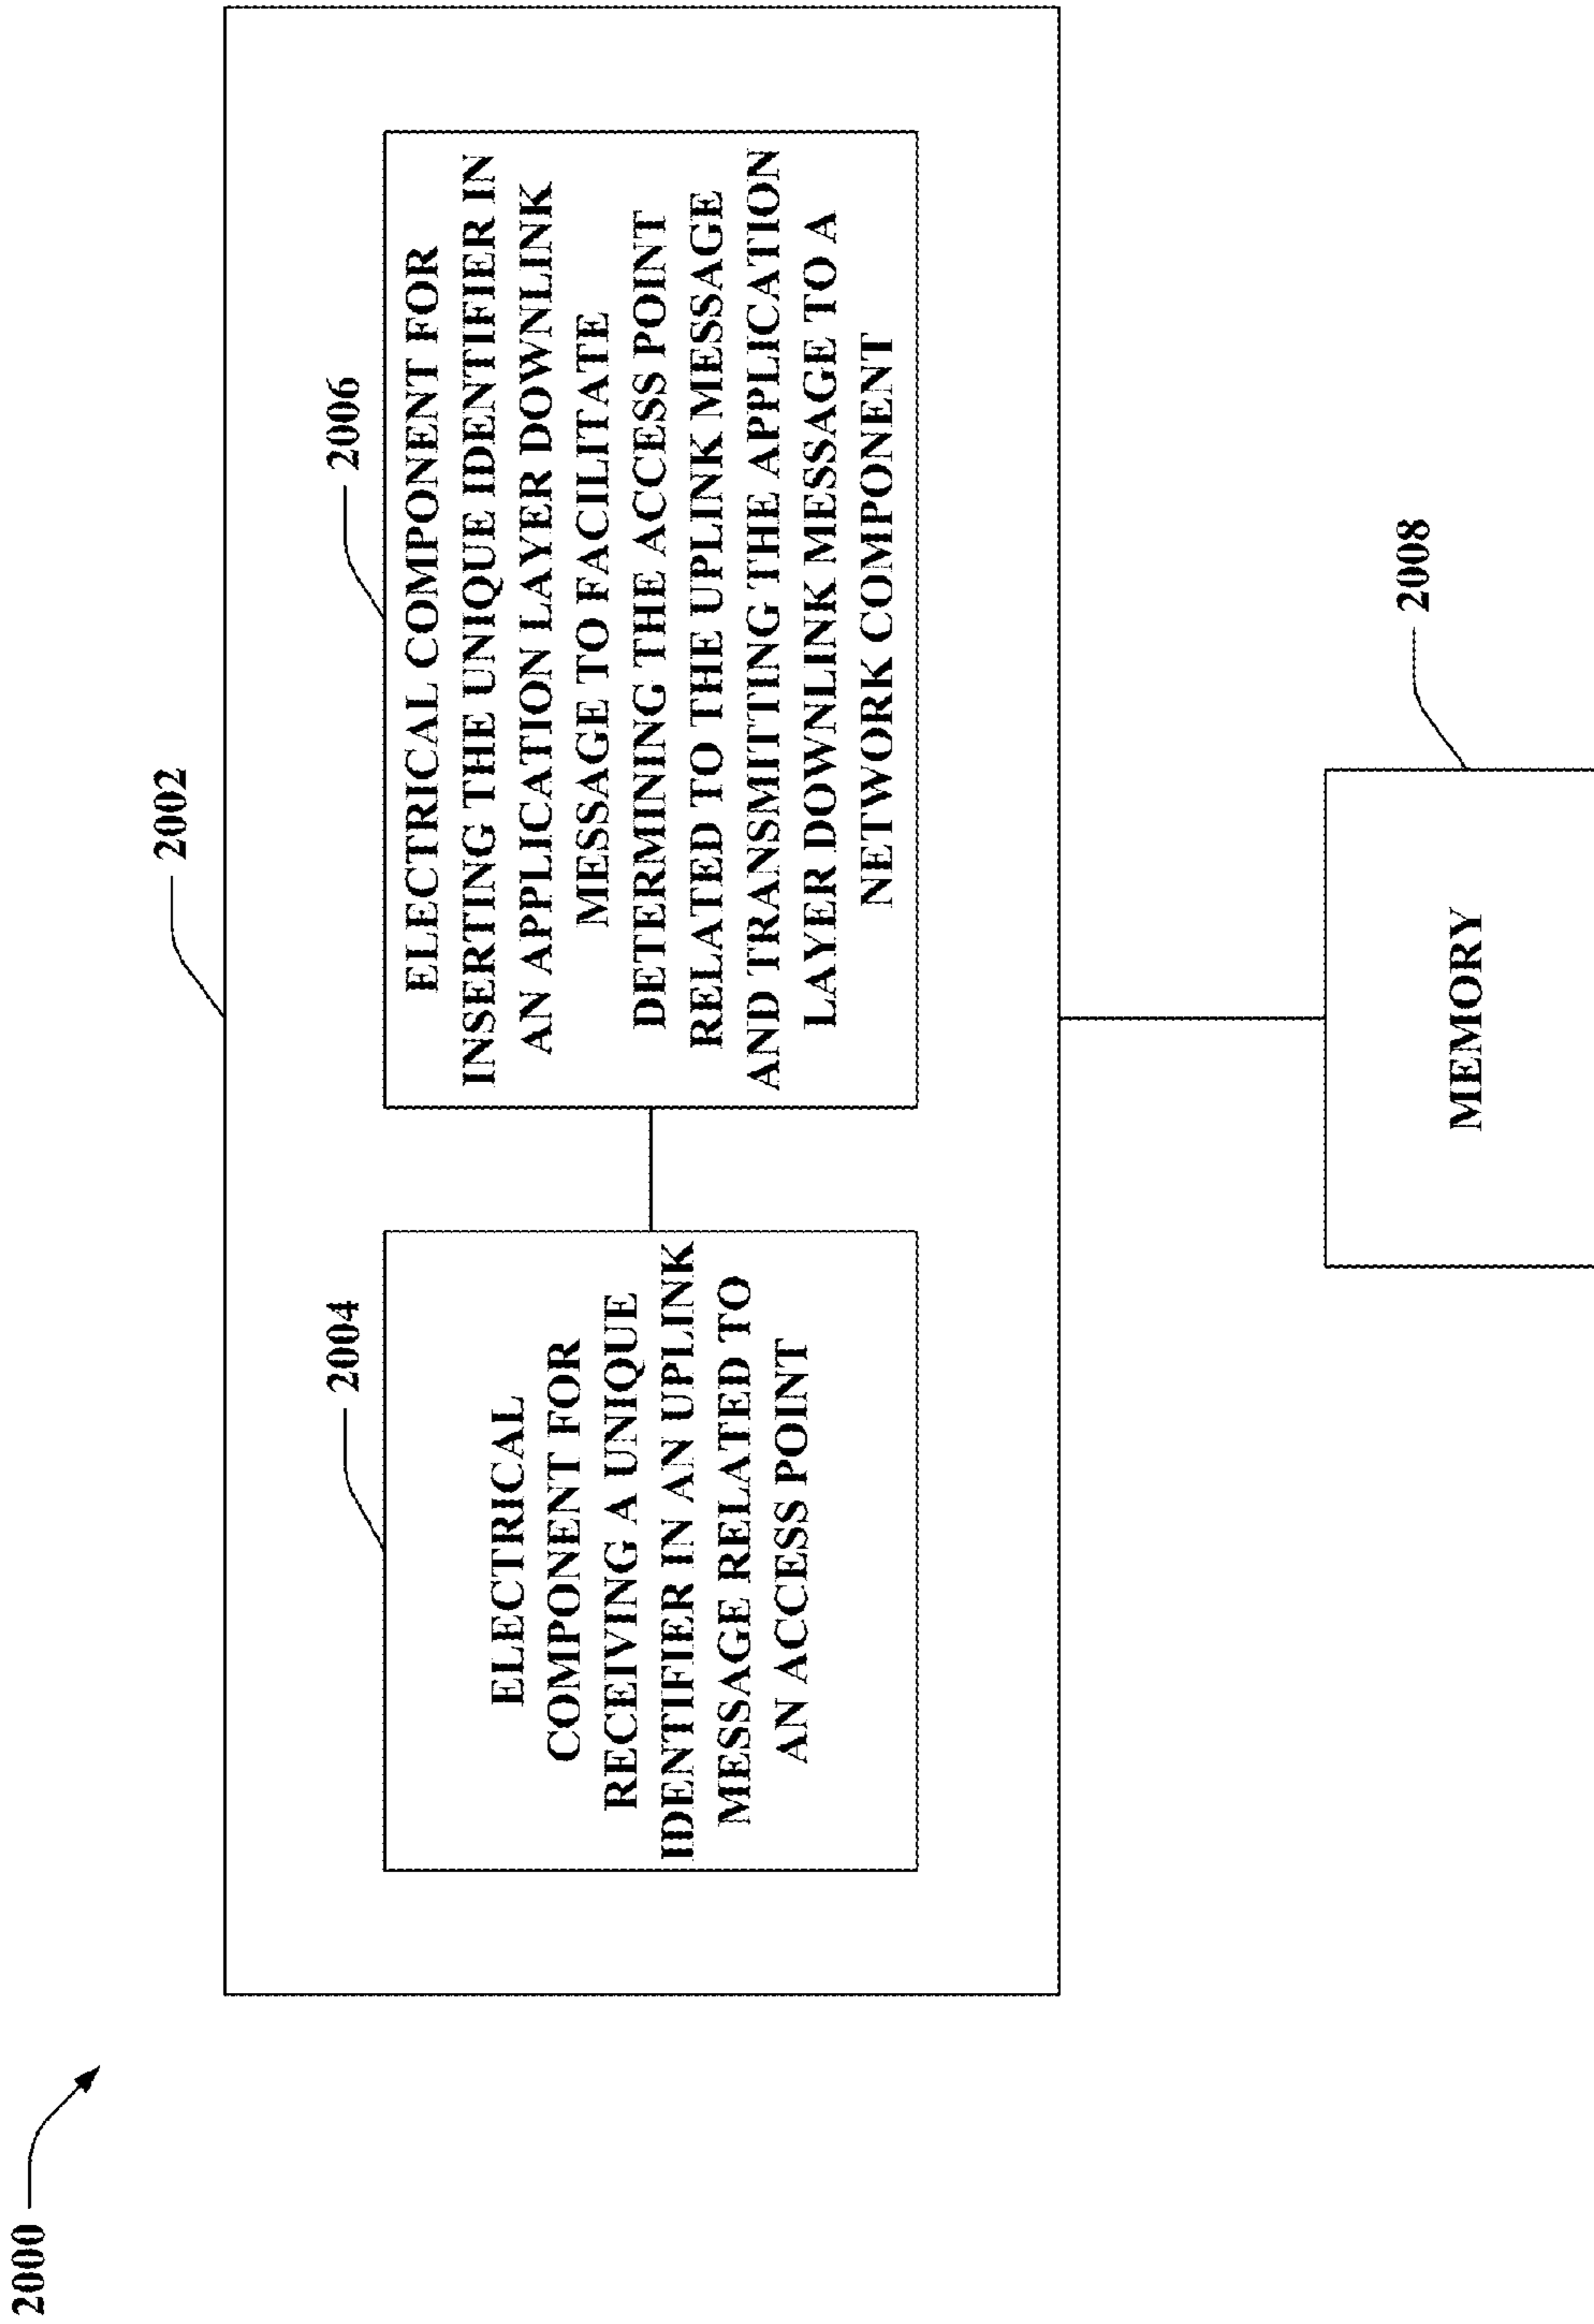 2000
2002
2004
ELECTRICAL
COMPONENT FOR
RECEIVING A UNIQUE
IDENTIFIER IN AN UPLINK
MESSAGE RELATED TO
AN ACCESS POINT
2006
ELECTRICAL COMPONENT FOR
INSERTING THE UNIQUE IDENTIFIER IN
AN APPLICATION LAYER DOWNLINK
MESSAGE TO FACILITATE
DETERMINING THE ACCESS POINT
RELATED TO THE UPLINK MESSAGE
AND TRANSMITTING THE APPLICATION
LAYER DOWNLINK MESSAGE TO A
NETWORK COMPONENT
2008
MEMORY